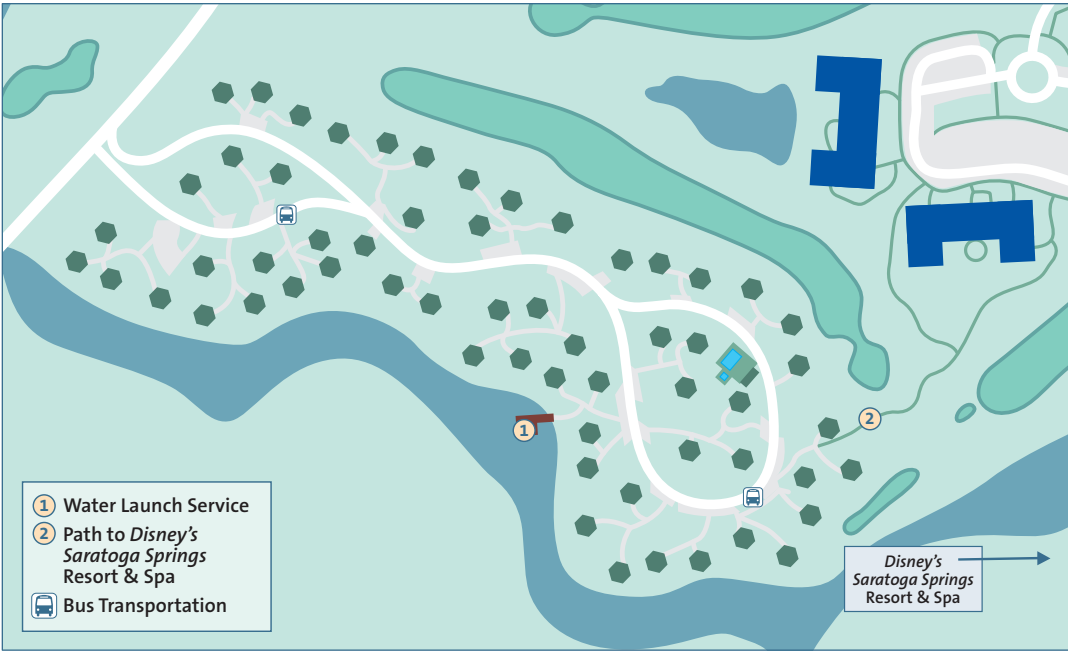 1
2
1 Water Launch Service
2 Path to Disney's
Saratoga Springs
Resort & Spa
Bus Transportation
Disney's
Saratoga Springs
Resort & Spa